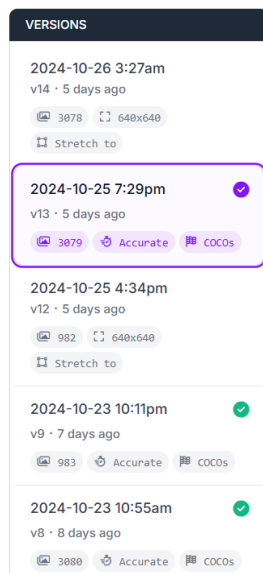 VERSIONS
2024-10-26 3:27am
v14 · 5 days ago
3078 640x640
Stretch to
2024-10-25 7:29pm
v13 · 5 days ago
3079 Accurate COCOs
2024-10-25 4:34pm
v12 · 5 days ago
982 640x640
Stretch to
2024-10-23 10:11pm
v9 · 7 days ago
983 Accurate COCOs
2024-10-23 10:55am
v8 · 8 days ago
3080 Accurate COCOs